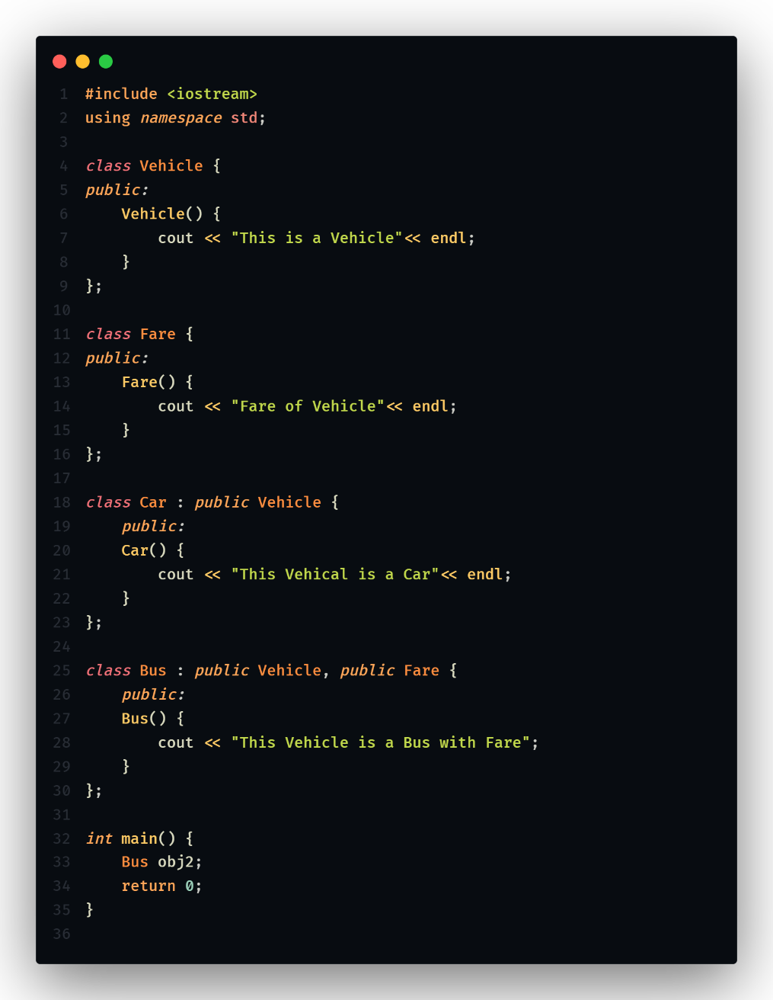 1 #include <iostream>
2 using namespace std;
3
4 class Vehicle {
5 public:
6     Vehicle() {
7         cout << "This is a Vehicle"<< endl;
8     }
9 };
10
11 class Fare {
12 public:
13     Fare() {
14         cout << "Fare of Vehicle"<< endl;
15     }
16 };
17
18 class Car : public Vehicle {
19     public:
20     Car() {
21         cout << "This Vehical is a Car"<< endl;
22     }
23 };
24
25 class Bus : public Vehicle, public Fare {
26     public:
27     Bus() {
28         cout << "This Vehicle is a Bus with Fare";
29     }
30 };
31
32 int main() {
33     Bus obj2;
34     return 0;
35 }
36